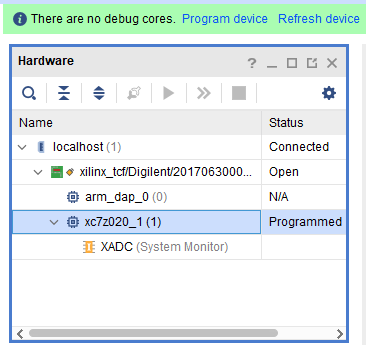 There are no debug cores. Program device Refresh device
Hardware
Name Status
localhost (1) Connected
xilinx_tcf/Digilent/2017063000... Open
arm_dap_0 (0) N/A
xc7z020_1 (1) Programmed
XADC (System Monitor)